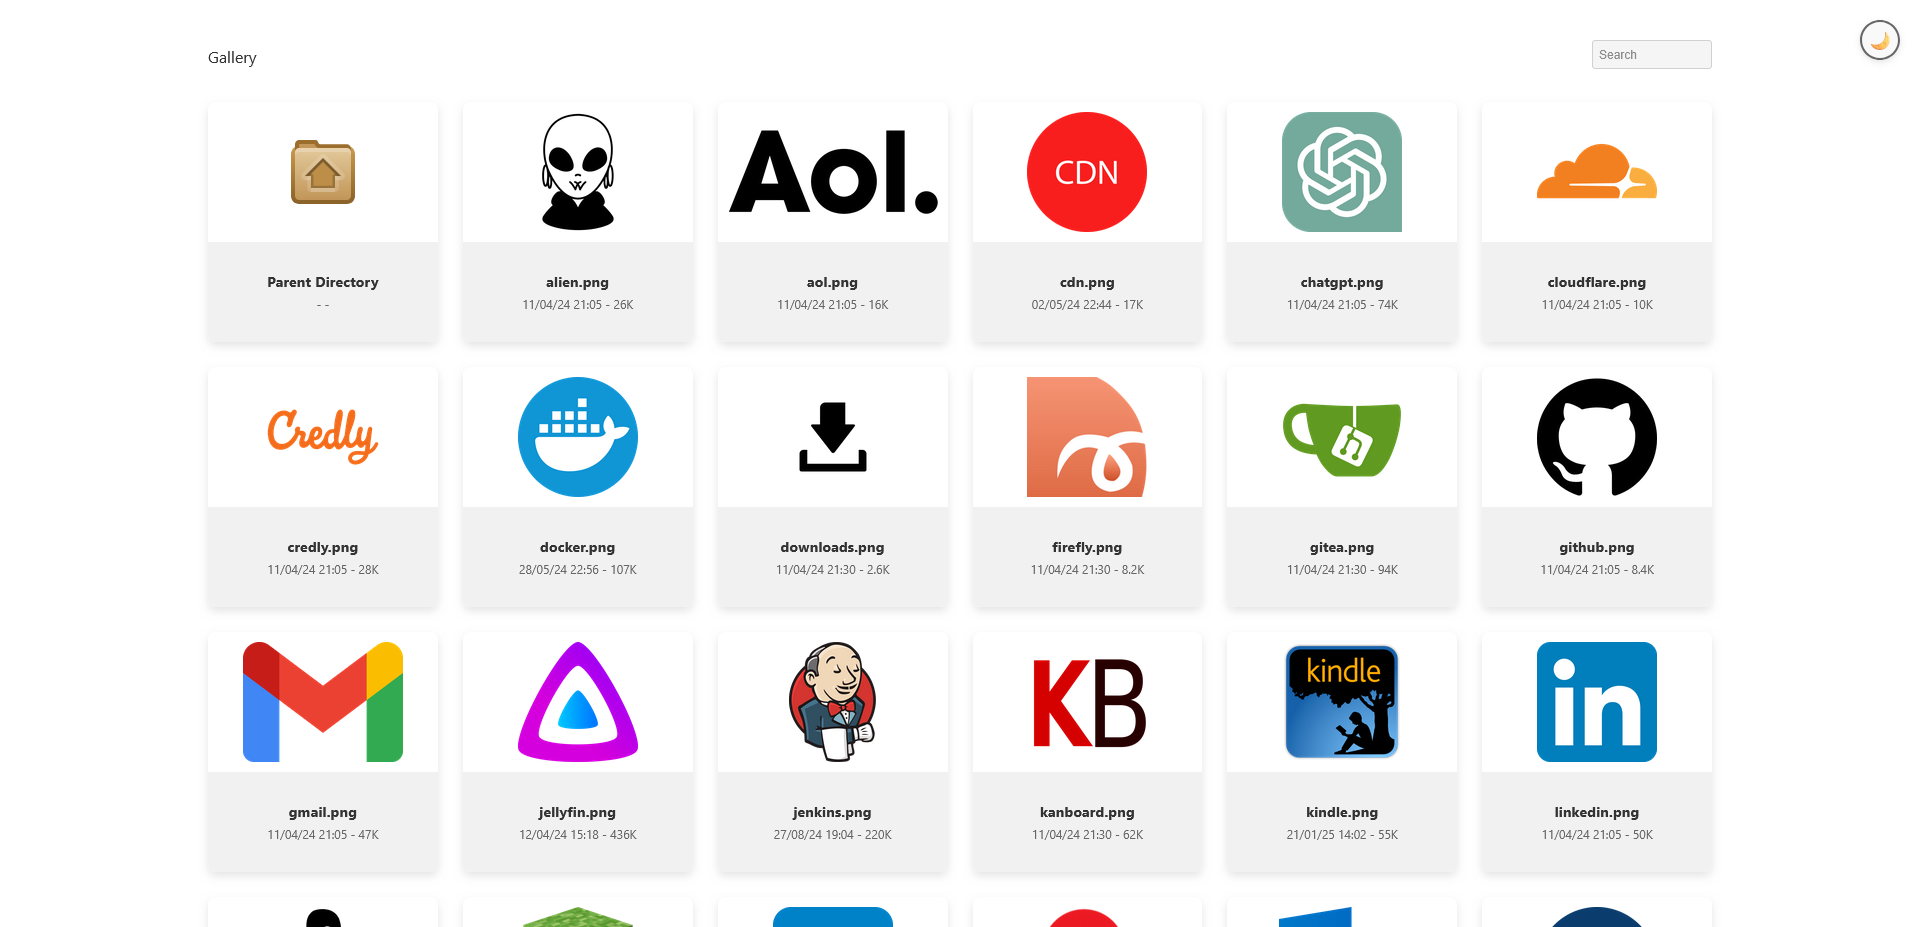 Gallery
Search
Aol.
CDN
Parent Directory
- -
alien.png
11/04/24 21:05 - 26K
aol.png
11/04/24 21:05 - 16K
cdn.png
02/05/24 22:44 - 17K
chatgpt.png
11/04/24 21:05 - 74K
cloudflare.png
11/04/24 21:05 - 10K
Credly
credly.png
11/04/24 21:05 - 28K
docker.png
28/05/24 22:56 - 107K
downloads.png
11/04/24 21:30 - 2.6K
firefly.png
11/04/24 21:30 - 8.2K
gitea.png
11/04/24 21:30 - 94K
github.png
11/04/24 21:05 - 8.4K
KB
kindle
in
gmail.png
11/04/24 21:05 - 47K
jellyfin.png
12/04/24 15:18 - 436K
jenkins.png
27/08/24 19:04 - 220K
kanboard.png
11/04/24 21:30 - 62K
kindle.png
21/01/25 14:02 - 55K
linkedin.png
11/04/24 21:05 - 50K